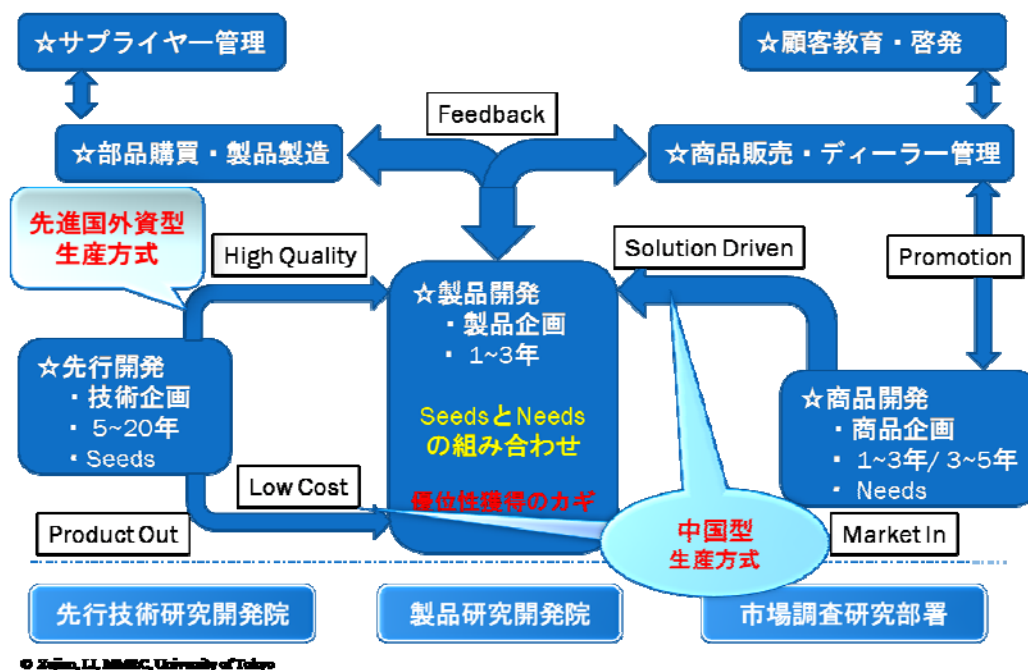 ☆サプライヤー管理
☆顧客教育・啓発
Feedback
☆部品購買・製品製造
☆商品販売・ディーラー管理
先進国外資型
生産方式
High Quality
Solution Driven
Promotion
☆製品開発
・製品企画
・1~3年
SeedsとNeeds
の組み合わせ
優位性獲得のカギ
☆先行開発
・技術企画
・5~20年
・Seeds
☆商品開発
・商品企画
・1~3年/ 3~5年
・Needs
Low Cost
Product Out
中国型
生産方式
Market In
先行技術研究開発院
製品研究開発院
市場調査研究部署
University of Tokyo